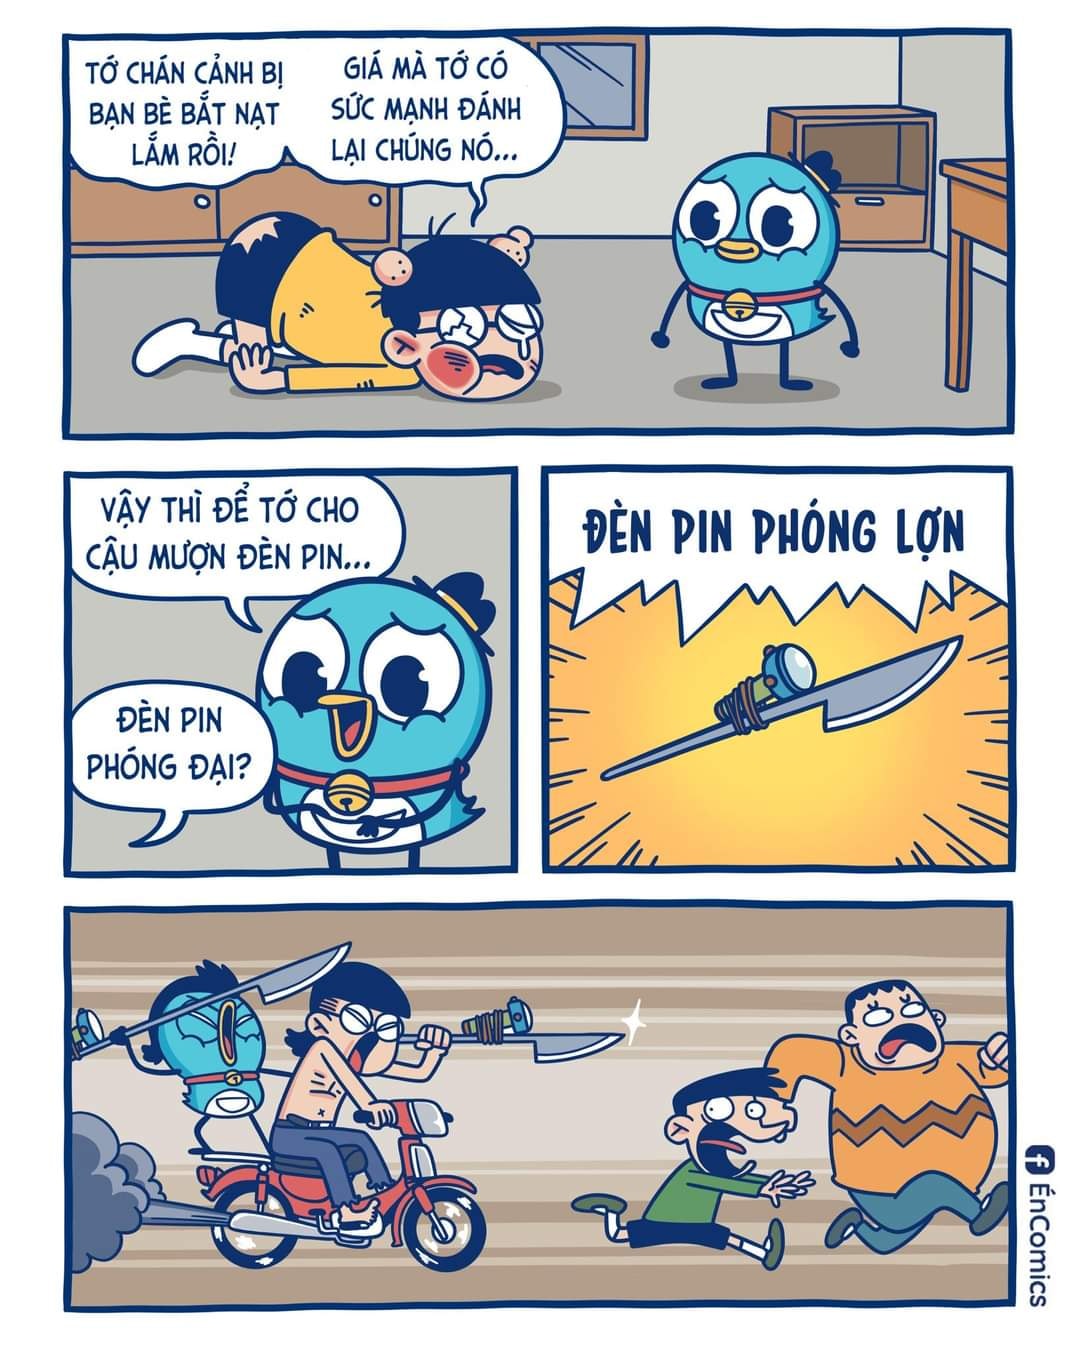 TỚ CHÁN CẢNH BỊ
BẠN BÈ BẮT NẠT
LẮM RỒI!
GIÁ MÀ TỚ CÓ
SỨC MẠNH ĐÁNH
LẠI CHÚNG NÓ...
VẬY THÌ ĐỂ TỚ CHO
CẬU MƯỢN ĐÈN PIN...
ĐÈN PIN
PHÓNG ĐẠI?
ĐÈN PIN PHÓNG LỢN
ÉnComics